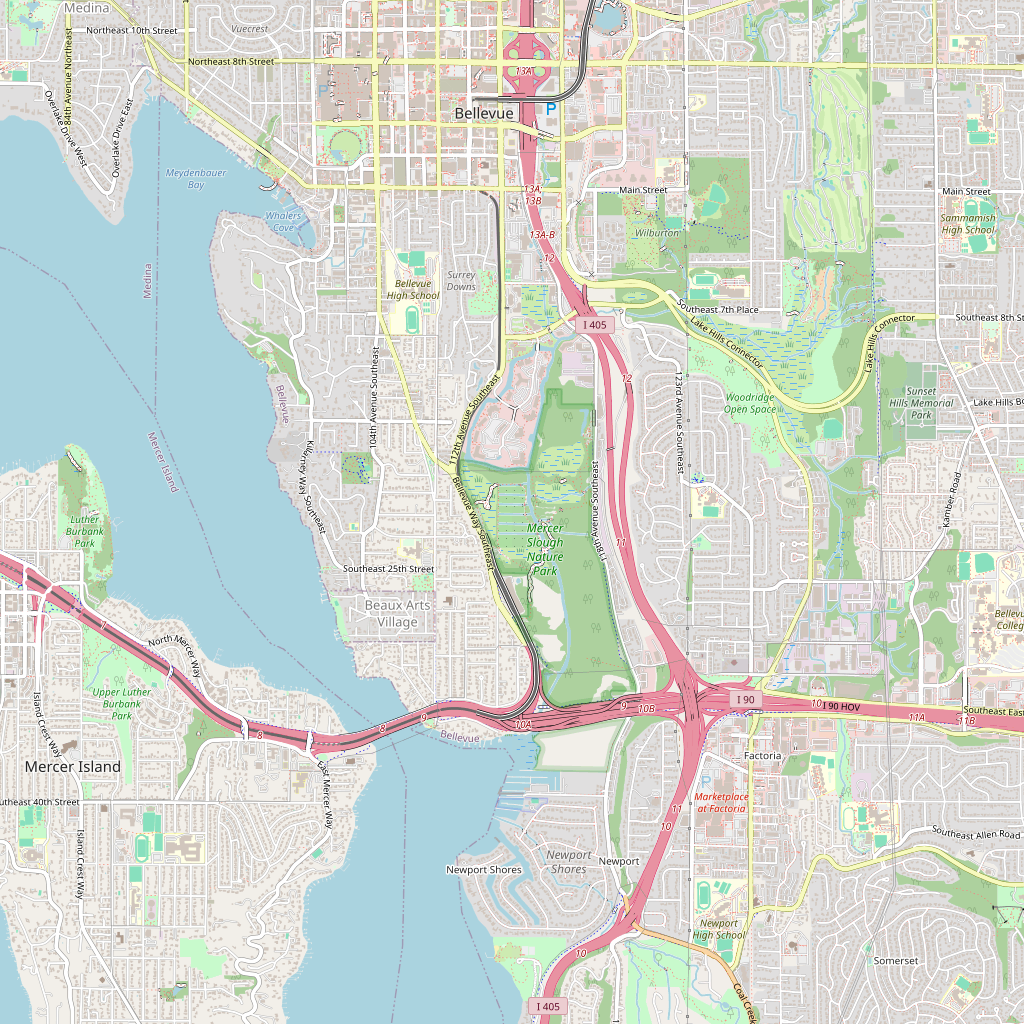 Medina
Northeast 10th Street
Vuecrest
Northeast 8th Street
84th Avenue Northeast
Overlake Drive West
Overlake Drive East
13A
Bellevue
P
Meydenbauer
Bay
Whalers
Cove
Main Street
13A;
13B
13A-B
12
Wilburton
Main Street
Sammamish
High School
Medina
Bellevue
High School
Surrey
Downs
I 405
Southeast 7th Place
Lake Hills Connector
Lake Hills Connector
Southeast 8th St
12
104th Avenue Southeast
112th Avenue Southeast
123rd Avenue Southeast
Woodridge
Open Space
Sunset
Hills Memorial
Park
Lake Hills Bo
Bellevue
Mercer Island
Killarney Way Southeast
Bellevue Way Southeast
118th Avenue Southeast
Kamber Road
Luther
Burbank
Park
Mercer
Slough
Nature
Park
11
Southeast 25th Street
Beaux Arts
Village
Bellevu
Colleg
1
North Mercer Way
Upper Luther
Burbank
Park
Island Crest Way
8
8
9
10A
9
10B
I 90
10
I 90 HOV
Southeast East
11A
11B
Bellevue
Mercer Island
East Mercer Way
Factoria
utheast 40th Street
Marketplace
at Factoria
11
10
Southeast Allen Road
Island Crest Way
Newport Shores
Newport
Shores
Newport
Newport
High School
10
Somerset
Coal Creek
I 405
118